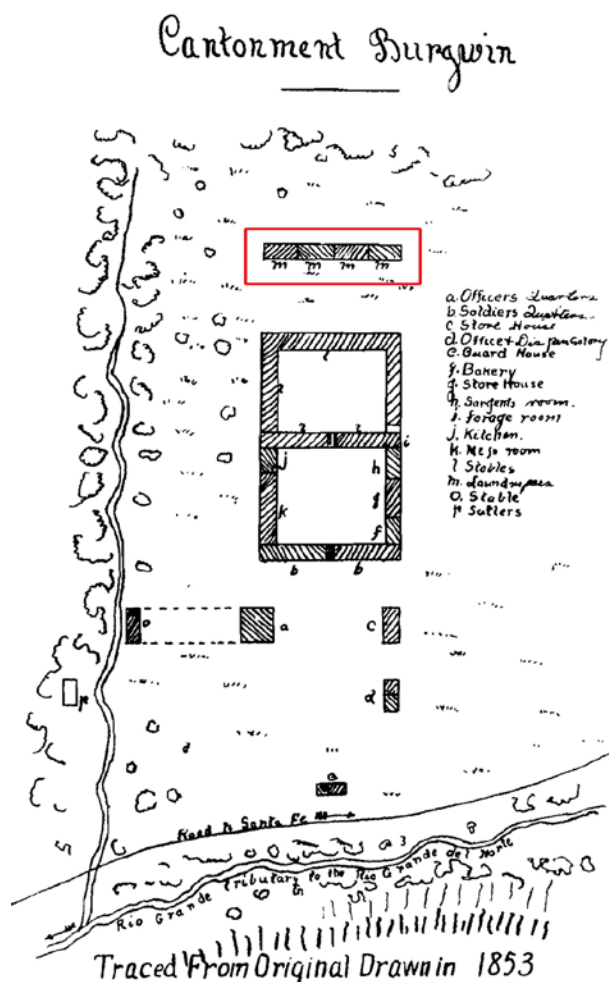 Cantonment Burgwin
m m m m
a. Officers Quarters
b. Soldiers Quarters
c Store House
d. Office & Dispensatory
e. Guard House
f. Bakery
g. Store House
h. Sargents room.
i. forage room
j. Kitchen.
k. Mess room
l Stables
m. Laundresses
o. Stable
p Sutlers
l
i i i
j h
k g
f
b b
o a c
p d
Road to Santa Fe
Rio Grande Tributary to the Rio Grande del Norte
Traced From Original Drawn in 1853